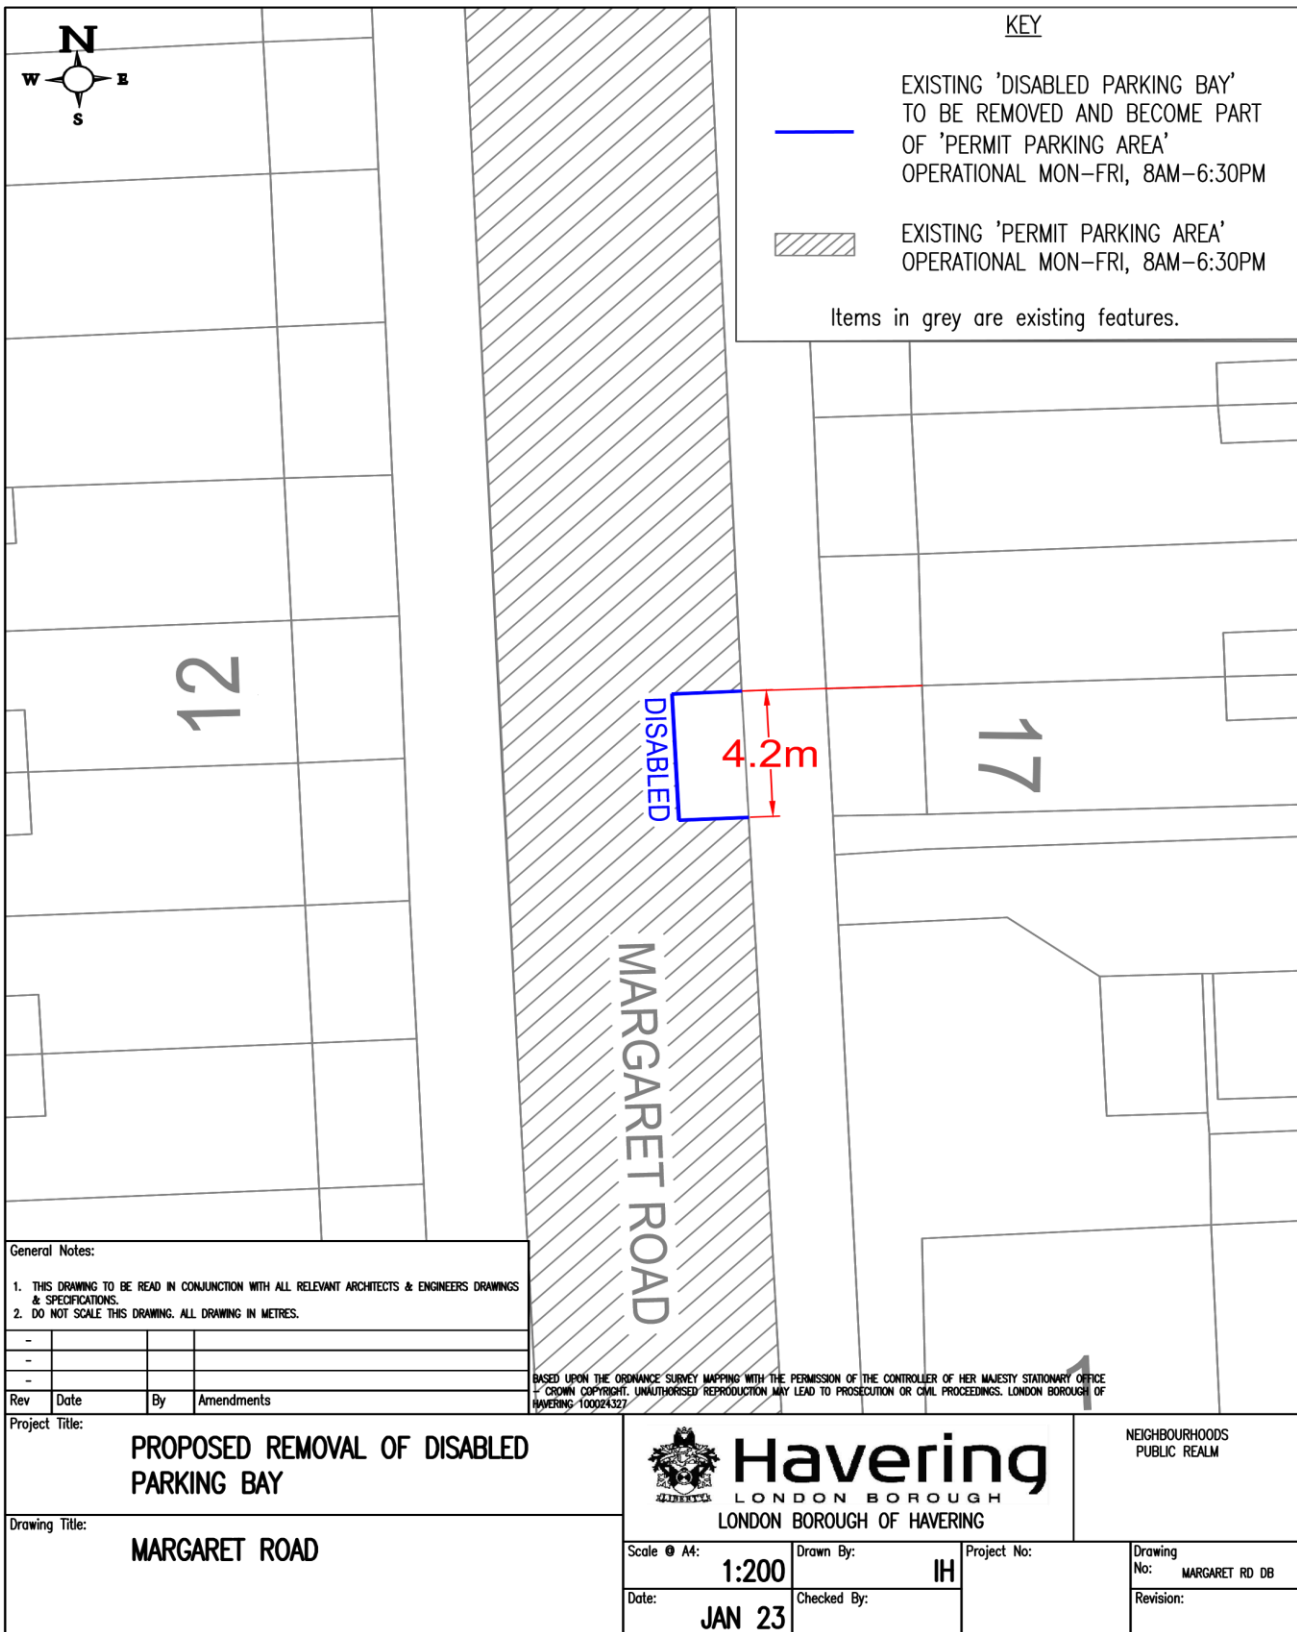 N
W E
S
KEY
EXISTING 'DISABLED PARKING BAY'
TO BE REMOVED AND BECOME PART
OF 'PERMIT PARKING AREA'
OPERATIONAL MON-FRI, 8AM-6:30PM
EXISTING 'PERMIT PARKING AREA'
OPERATIONAL MON-FRI, 8AM-6:30PM
Items in grey are existing features.
12
DISABLED
4.2m
17
MARGARET ROAD
1
General Notes:
1. THIS DRAWING TO BE READ IN CONJUNCTION WITH ALL RELEVANT ARCHITECTS & ENGINEERS DRAWINGS
& SPECIFICATIONS.
2. DO NOT SCALE THIS DRAWING. ALL DRAWING IN METRES.
-
-
-
Rev Date By Amendments
BASED UPON THE ORDNANCE SURVEY MAPPING WITH THE PERMISSION OF THE CONTROLLER OF HER MAJESTY STATIONARY OFFICE
- CROWN COPYRIGHT. UNAUTHORISED REPRODUCTION MAY LEAD TO PROSECUTION OR CIVIL PROCEEDINGS. LONDON BOROUGH OF
HAVERING 100024327
Project Title:
PROPOSED REMOVAL OF DISABLED
PARKING BAY
Drawing Title:
MARGARET ROAD
LIBERTY
Havering
LONDON BOROUGH
LONDON BOROUGH OF HAVERING
NEIGHBOURHOODS
PUBLIC REALM
Scale @ A4:
1:200
Drawn By:
IH
Project No:
Drawing
No: MARGARET RD DB
Date:
JAN 23
Checked By:
Revision: